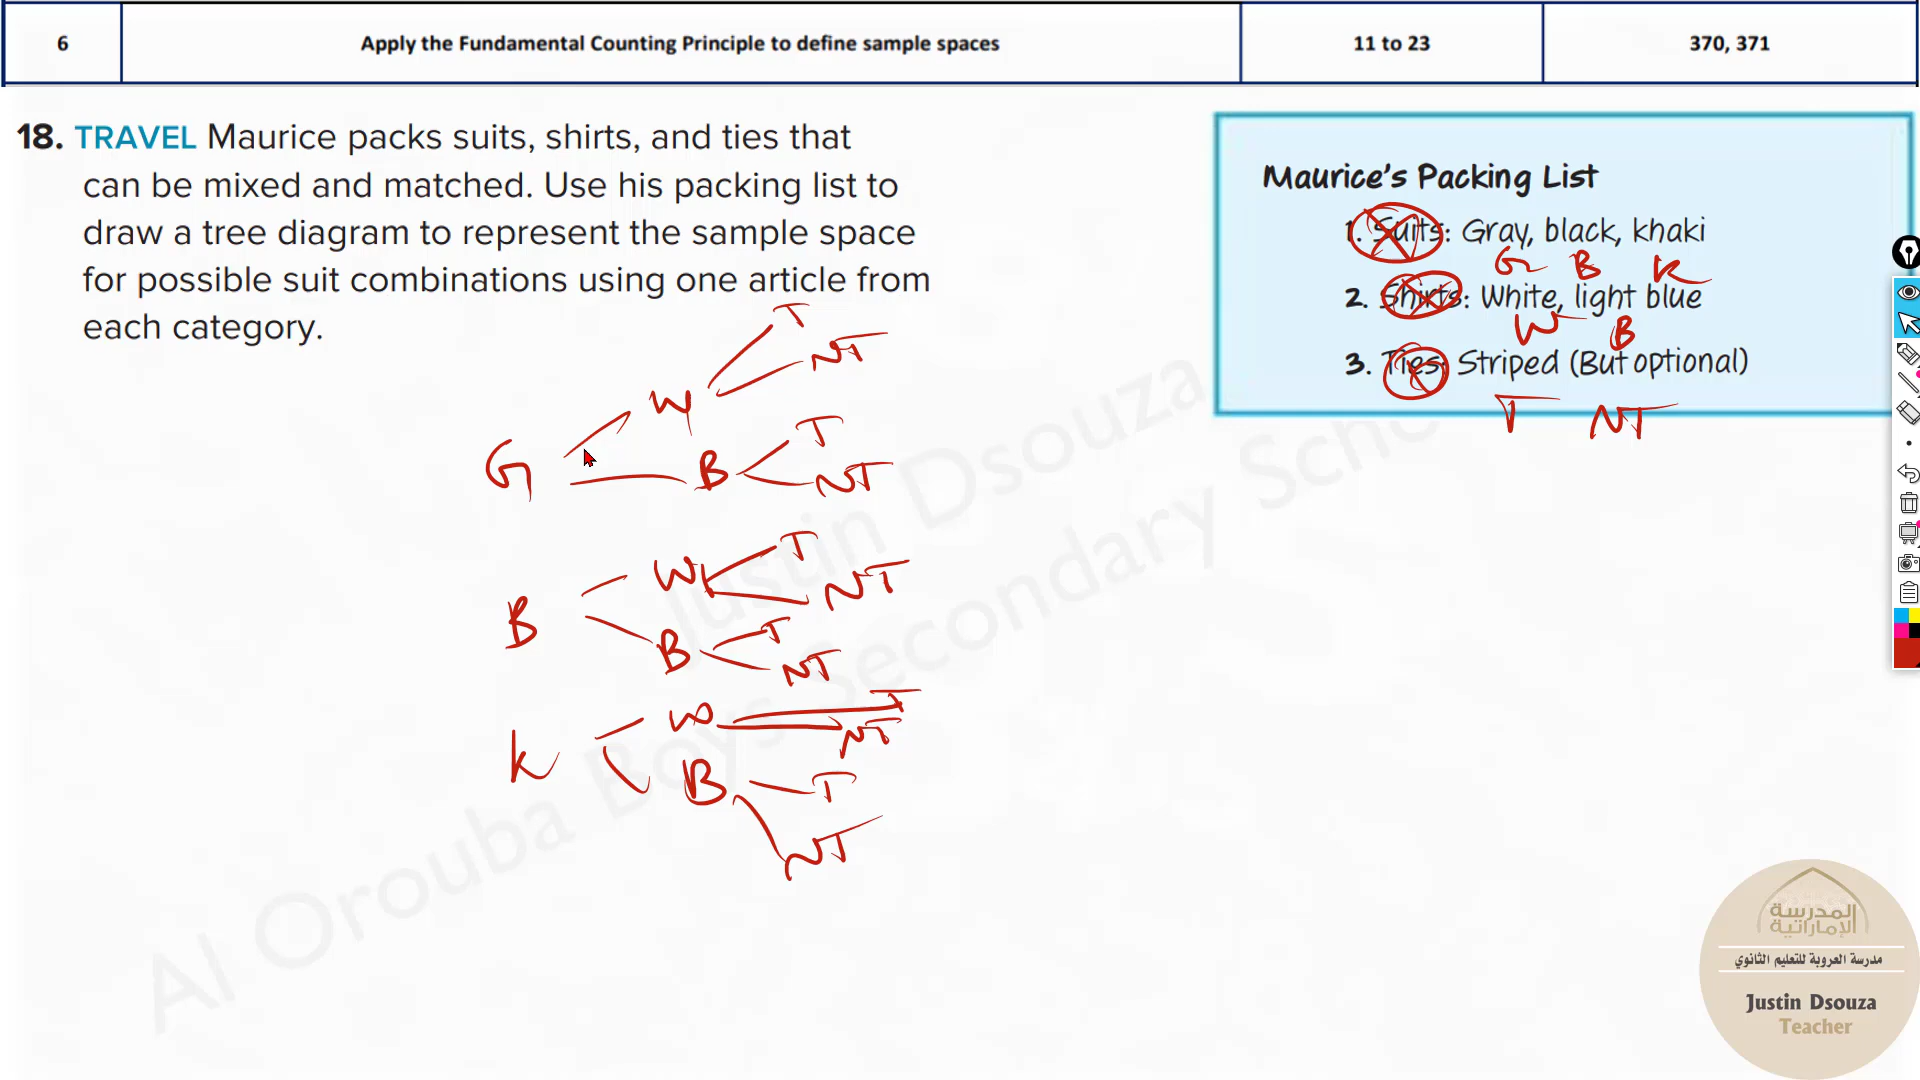 6 Apply the Fundamental Counting Principle to define sample spaces 11 to 23 370, 371
18. TRAVEL Maurice packs suits, shirts, and ties that
can be mixed and matched. Use his packing list to
draw a tree diagram to represent the sample space
for possible suit combinations using one article from
each category.
Maurice's Packing List
1. Suits: Gray, black, khaki
G B K
2. Shirts: White, light blue
W B
3. Ties: Striped (But optional)
T NT
T
NT
W
T
G B NT
W T
NT
B
B T
NT
W T
NT
K
B T
NT
Justin Dsouza
Al Orouba Boys Secondary School
المدرسة
الإماراتية
مدرسة العروبة للتعليم الثانوي
Justin Dsouza
Teacher